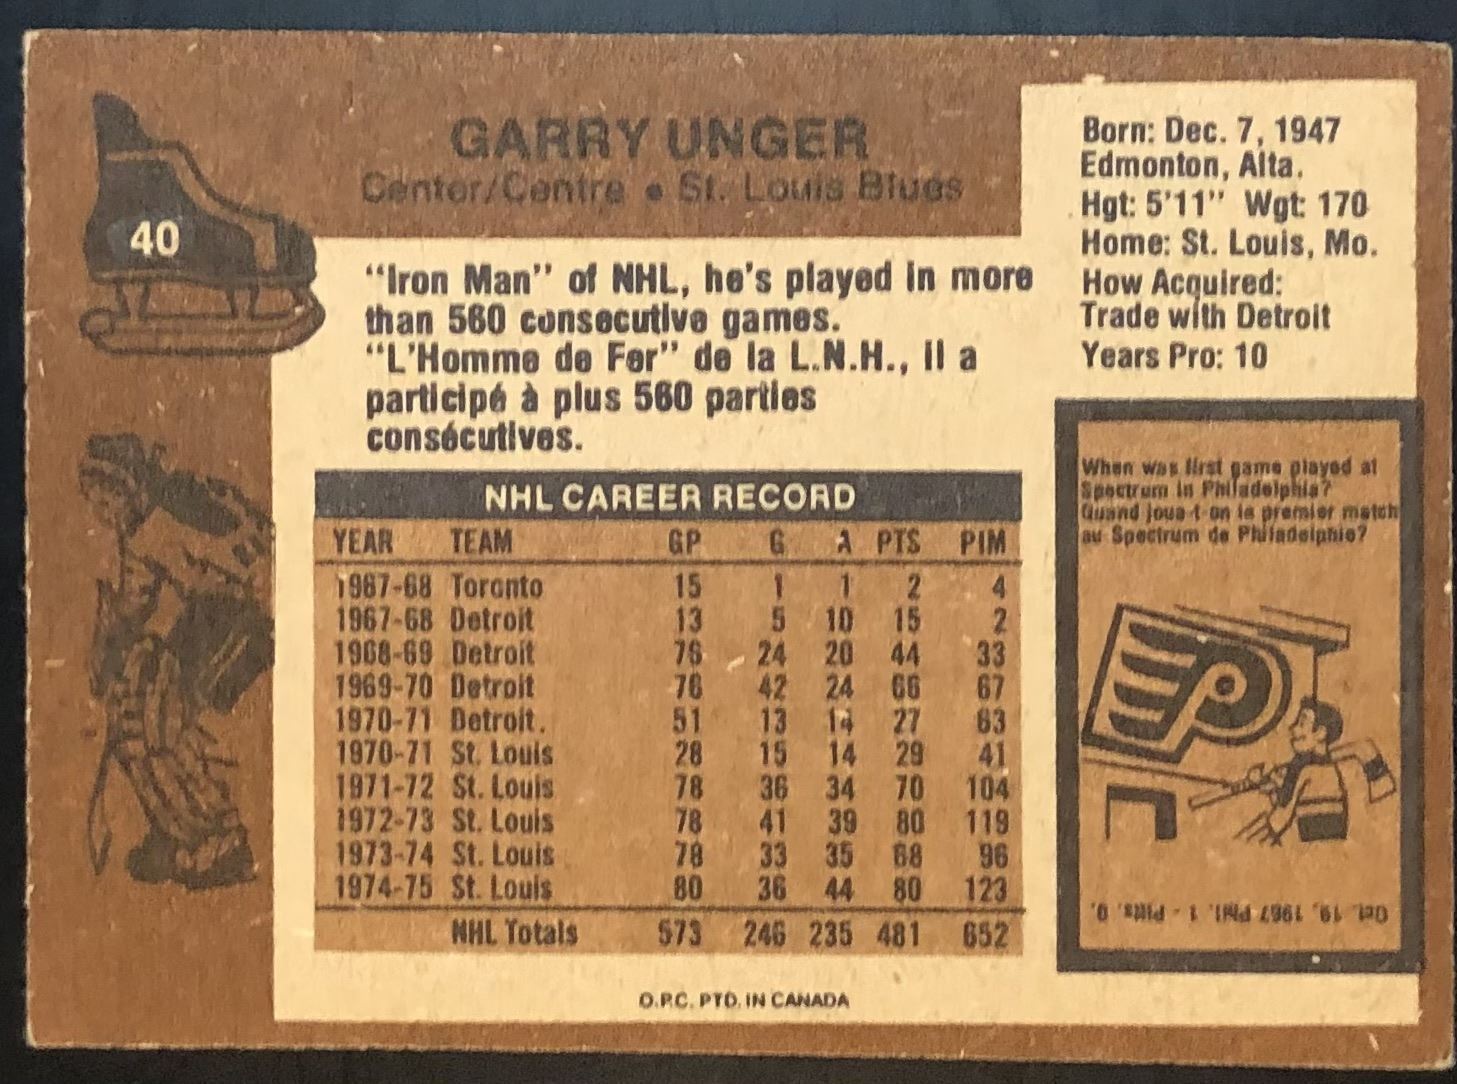 GARRY UNGER
Center/Centre • St. Louis Blues
40
Born: Dec. 7, 1947
Edmonton, Alta.
Hgt: 5'11" Wgt: 170
Home: St. Louis, Mo.
How Acquired:
Trade with Detroit
Years Pro: 10
"Iron Man" of NHL, he's played in more
than 560 consecutive games.
"L'Homme de Fer" de la L.N.H., il a
participé à plus 560 parties
consécutives.
NHL CAREER RECORD
YEAR TEAM GP G A PTS PIM
1967-68 Toronto 15 1 1 2 4
1967-68 Detroit 13 5 10 15 2
1968-69 Detroit 76 24 20 44 33
1969-70 Detroit 76 42 24 66 67
1970-71 Detroit. 51 13 14 27 63
1970-71 St. Louis 28 15 14 29 41
1971-72 St. Louis 78 36 34 70 104
1972-73 St. Louis 78 41 39 80 119
1973-74 St. Louis 78 33 35 68 96
1974-75 St. Louis 80 36 44 80 123
NHL Totals 573 246 235 481 652
When was first game played at
Spectrum in Philadelphia?
Quand joua-t-on le premier match
au Spectrum de Philadelphie?
P
Oct. 19, 1967 Phil. 1 - Pitts. 0.
O.P.C. PTD. IN CANADA